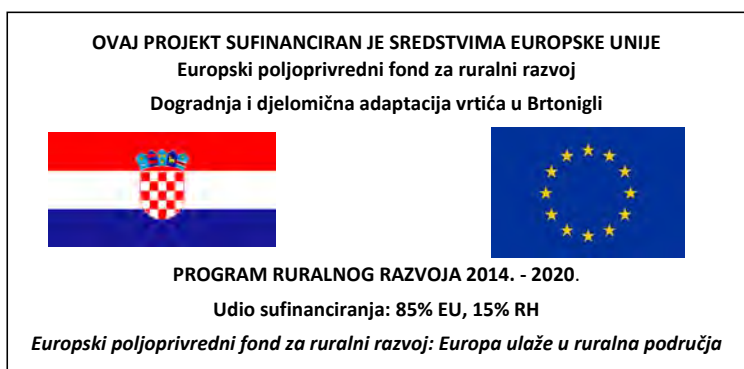 OVAJ PROJEKT SUFINANCIRAN JE SREDSTVIMA EUROPSKE UNIJE
Europski poljoprivredni fond za ruralni razvoj
Dogradnja i djelomična adaptacija vrtića u Brtonigli
PROGRAM RURALNOG RAZVOJA 2014. - 2020.
Udio sufinanciranja: 85% EU, 15% RH
Europski poljoprivredni fond za ruralni razvoj: Europa ulaže u ruralna područja